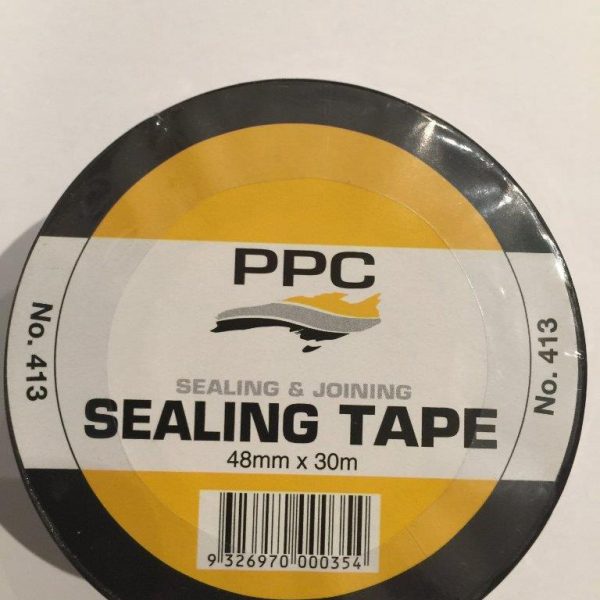 PPC
No. 413
No. 413
SEALING & JOINING
SEALING TAPE
48mm x 30m
9 326970 000354